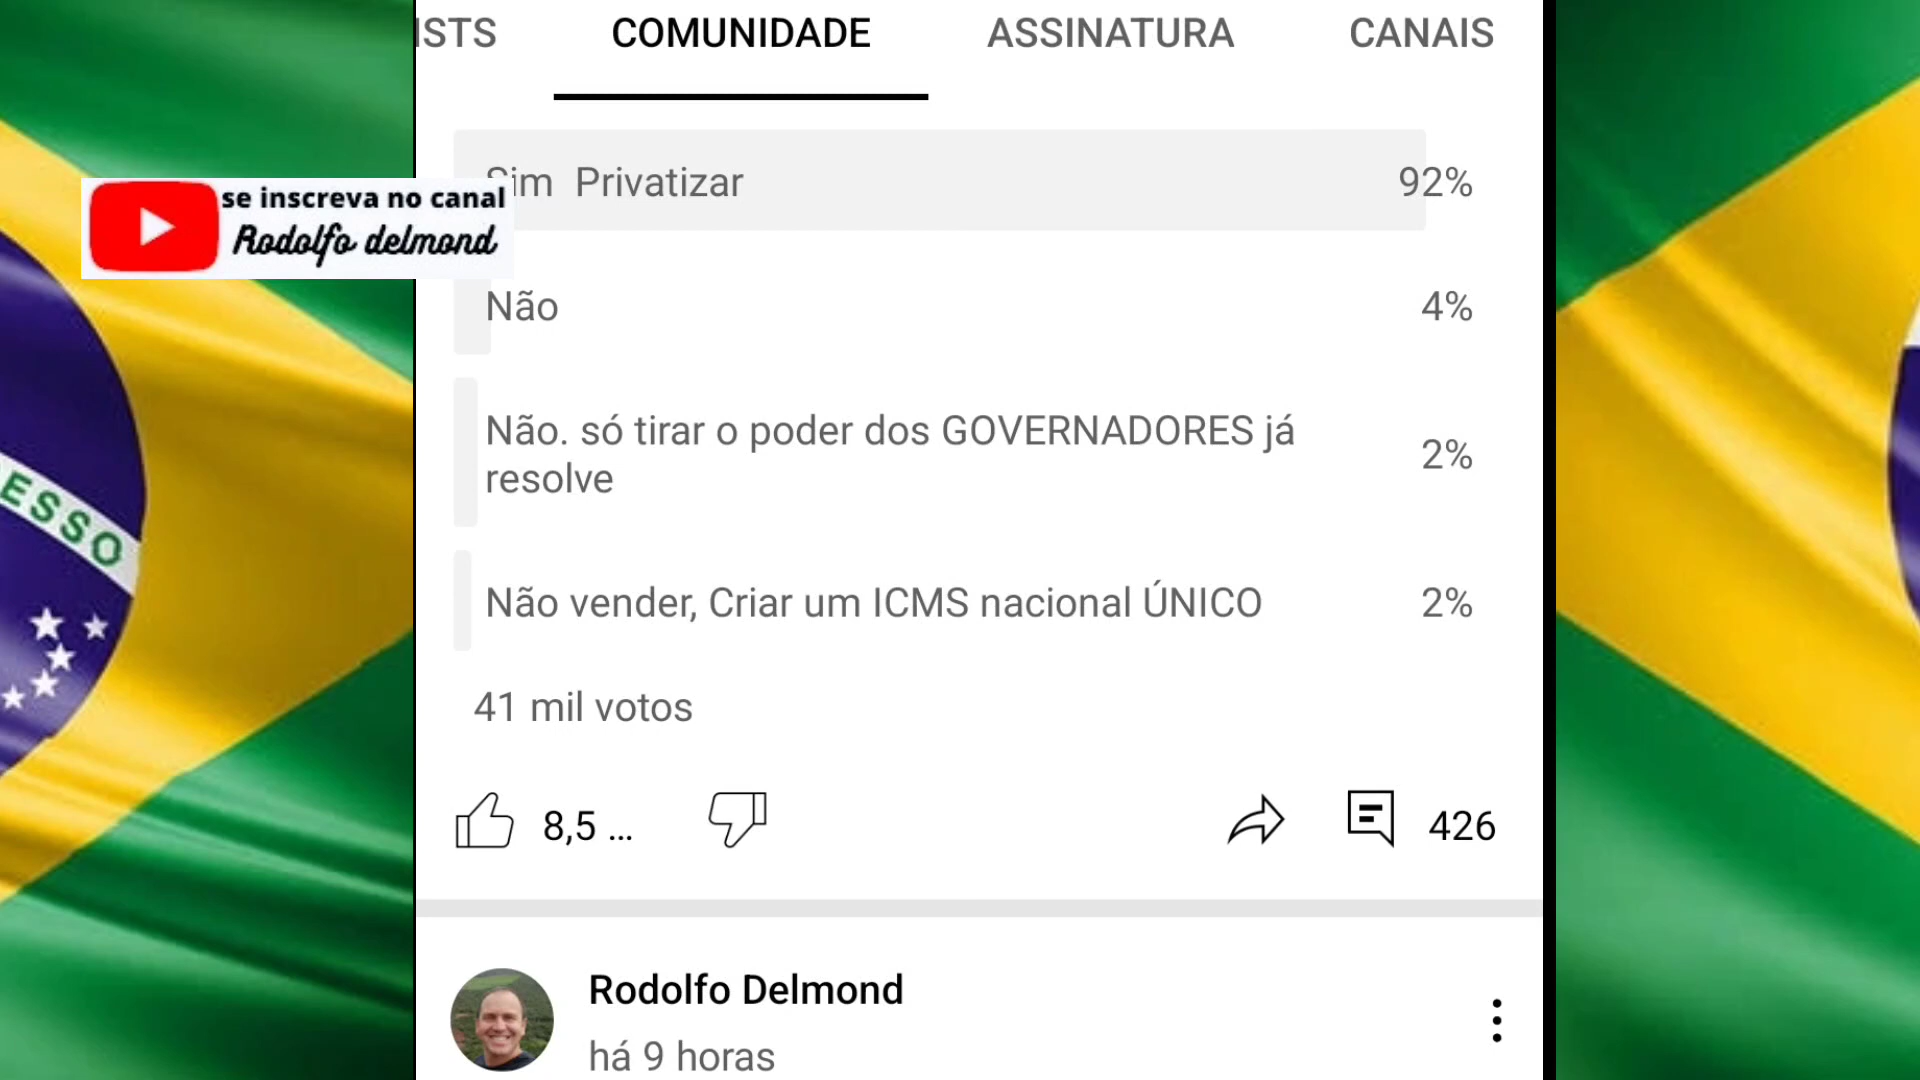 ISTS COMUNIDADE ASSINATURA CANAIS
Sim Privatizar 92%
se inscreva no canal
Rodolfo delmond
Não 4%
Não. só tirar o poder dos GOVERNADORES já
resolve 2%
ESSO
Não vender, Criar um ICMS nacional ÚNICO 2%
41 mil votos
8,5 ... 426
Rodolfo Delmond
há 9 horas